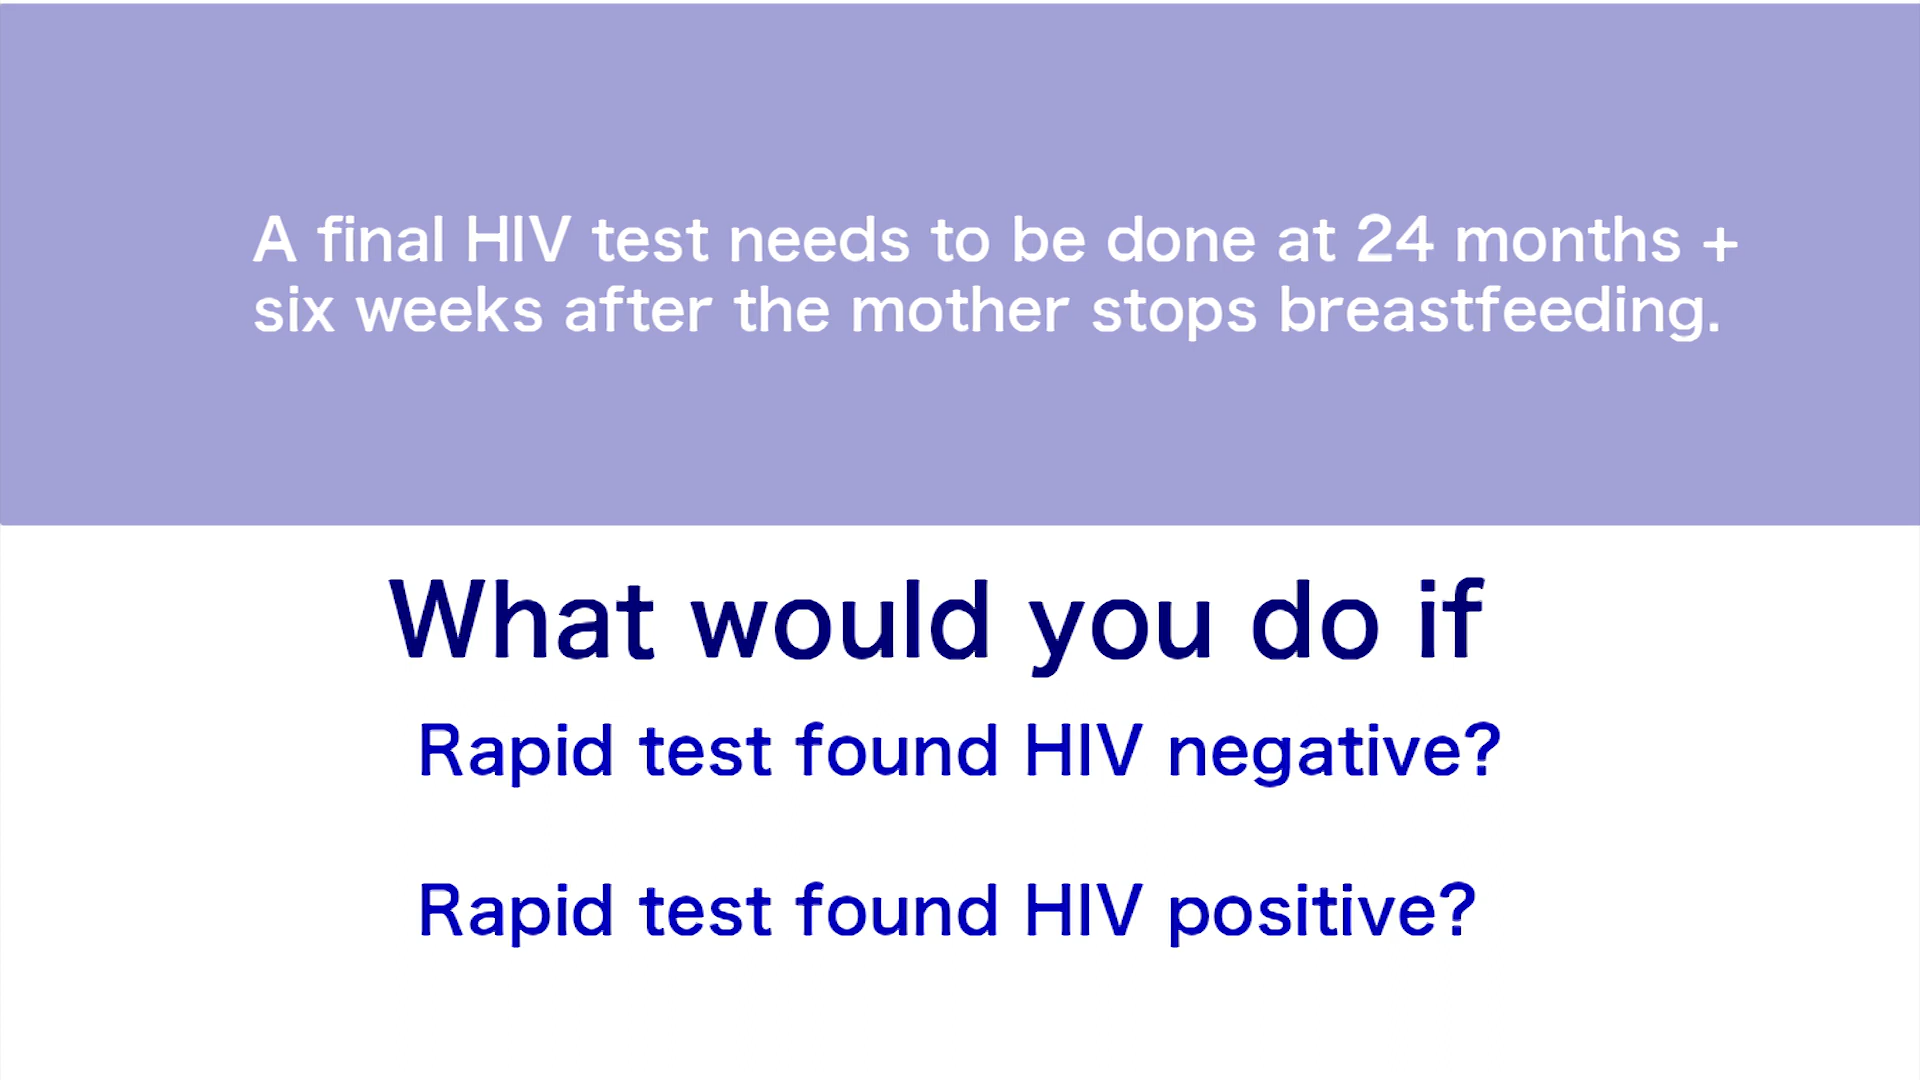 A final HIV test needs to be done at 24 months +
six weeks after the mother stops breastfeeding.
What would you do if
Rapid test found HIV negative?
Rapid test found HIV positive?